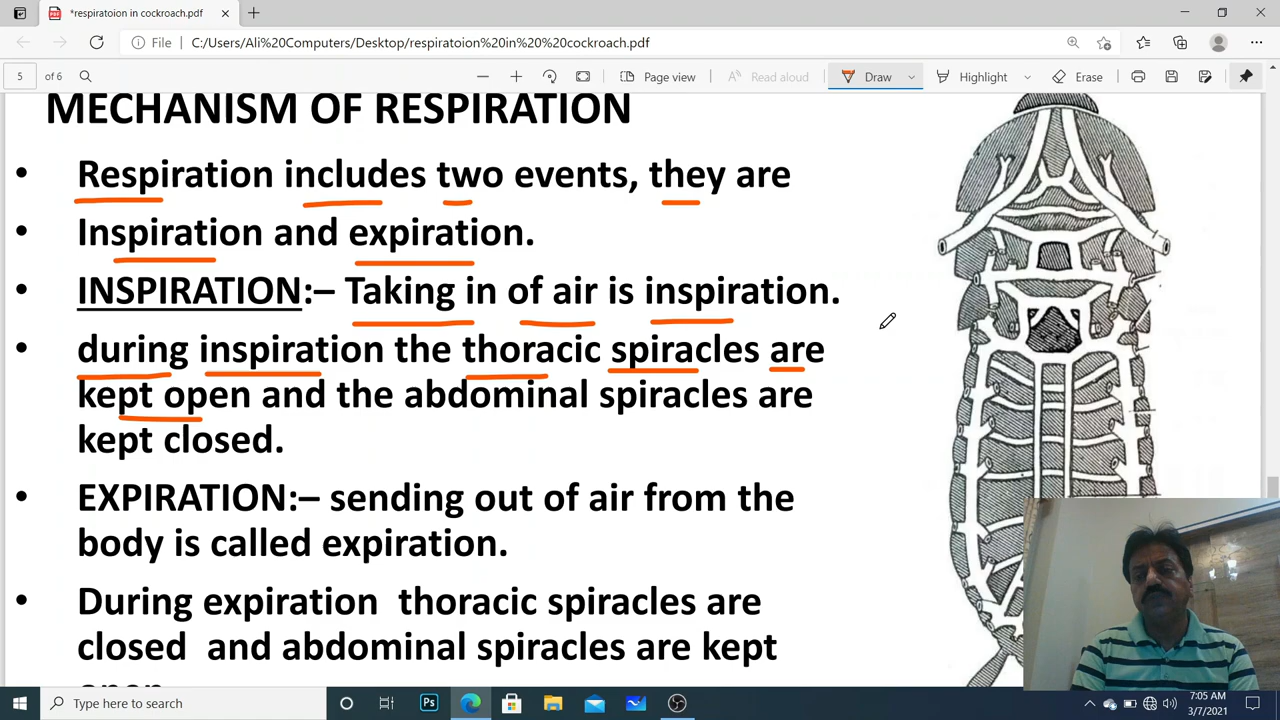 *respiratoion in cockroach.pdf
File C:/Users/Ali%20Computers/Desktop/respiratoion%20in%20%20cockroach.pdf
5 of 6 Page view Read aloud Draw Highlight Erase
MECHANISM OF RESPIRATION
• Respiration includes two events, they are
• Inspiration and expiration.
• INSPIRATION:– Taking in of air is inspiration.
• during inspiration the thoracic spiracles are
kept open and the abdominal spiracles are
kept closed.
• EXPIRATION:– sending out of air from the
body is called expiration.
• During expiration thoracic spiracles are
closed and abdominal spiracles are kept
open
Type here to search
Ps
7:05 AM
3/7/2021